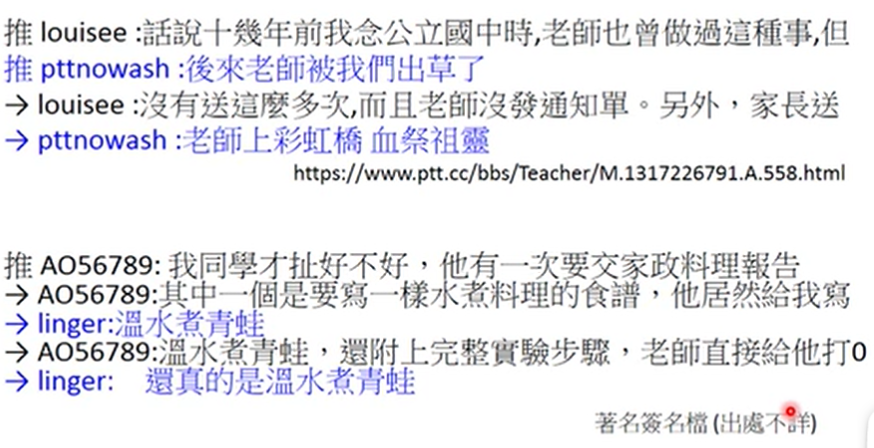 推 louisee :話說十幾年前我念公立國中時,老師也曾做過這種事,但
推 pttnowash :後來老師被我們出草了
→ louisee :沒有送這麼多次,而且老師沒發通知單。另外，家長送
→ pttnowash :老師上彩虹橋 血祭祖靈
https://www.ptt.cc/bbs/Teacher/M.1317226791.A.558.html
推 AO56789: 我同學才扯好不好，他有一次要交家政料理報告
→ AO56789:其中一個是要寫一樣水煮料理的食譜，他居然給我寫
→ linger:溫水煮青蛙
→ AO56789:溫水煮青蛙，還附上完整實驗步驟，老師直接給他打0
→ linger: 還真的是溫水煮青蛙
著名簽名檔 (出處不詳)